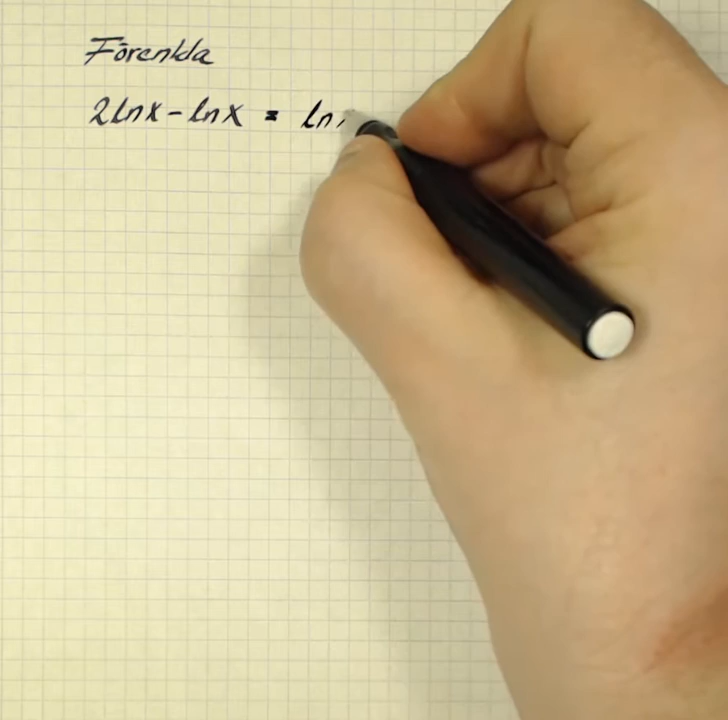 Förenkla
2lnx - lnx = ln